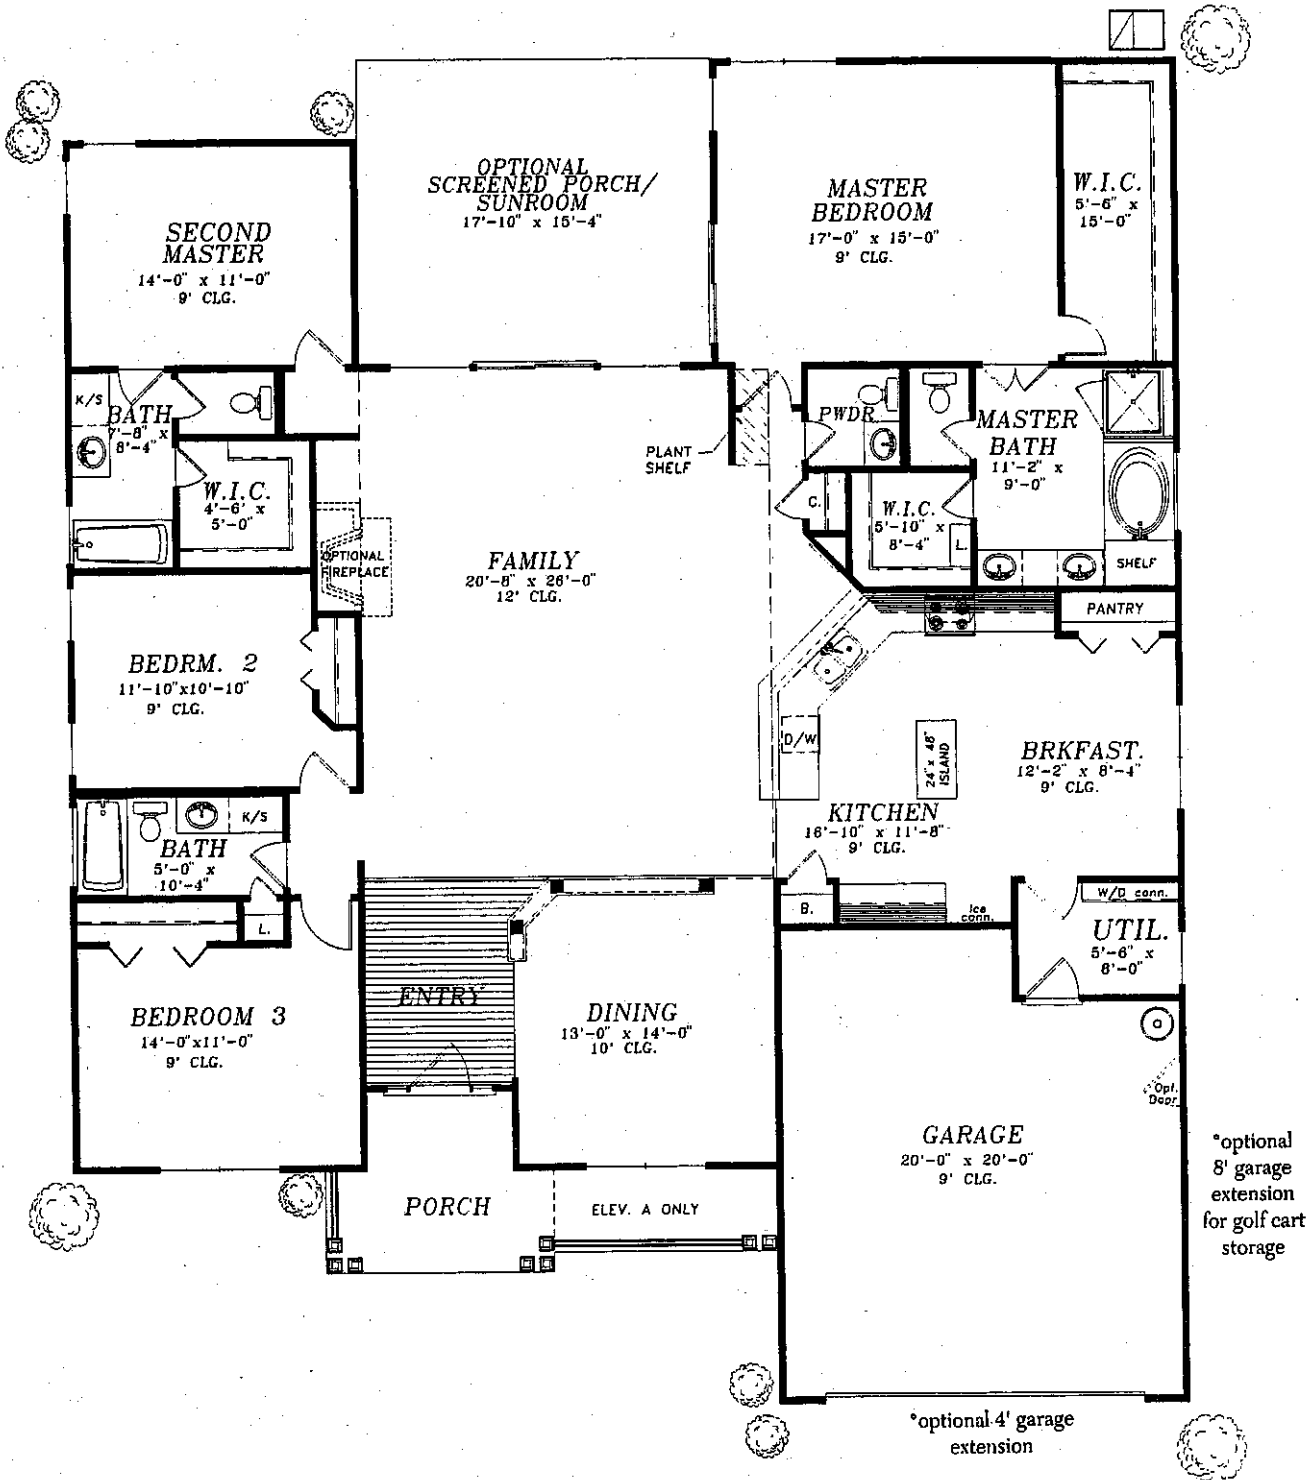 OPTIONAL
SCREENED PORCH/
SUNROOM
17'-10" x 15'-4"
MASTER
BEDROOM
17'-0" x 15'-0"
9' CLG.
W.I.C.
5'-6" x
15'-0"
SECOND
MASTER
14'-0" x 11'-0"
9' CLG.
K/S
BATH
7'-8" x
8'-4"
W.I.C.
4'-6' x
5'-0"
PLANT
SHELF
PWDR.
MASTER
BATH
11'-2" x
9'-0"
C.
W.I.C.
5'-10" x
8'-4"
L.
SHELF
OPTIONAL
FIREPLACE
FAMILY
20'-8" x 26'-0"
12' CLG.
PANTRY
BEDRM. 2
11'-10"x10'-10"
9' CLG.
D/W
24" x 48"
ISLAND
BRKFAST.
12'-2" x 8'-4"
9' CLG.
KITCHEN
16'-10" x 11'-8"
9' CLG.
K/S
BATH
5'-0" x
10'-4"
L.
B.
Ice
conn.
W/D conn.
UTIL.
5'-6" x
6'-0"
ENTRY
DINING
13'-0" x 14'-0"
10' CLG.
BEDROOM 3
14'-0"x11'-0"
9' CLG.
Opt.
Door
GARAGE
20'-0" x 20'-0"
9' CLG.
*optional
8' garage
extension
for golf cart
storage
PORCH
ELEV. A ONLY
*optional 4' garage
extension